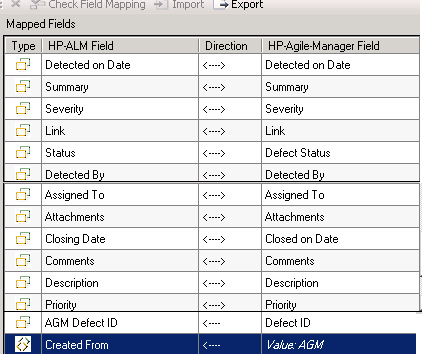 Check Field Mapping Import Export
Mapped Fields
Type HP-ALM Field Direction HP-Agile-Manager Field
Detected on Date <----> Detected on Date
Summary <----> Summary
Severity <----> Severity
Link <----> Link
Status <----> Defect Status
Detected By <----> Detected By
Assigned To <----> Assigned To
Attachments <----> Attachments
Closing Date <----> Closed on Date
Comments <----> Comments
Description <----> Description
Priority <----> Priority
AGM Defect ID <---- Defect ID
Created From <---- Value: AGM